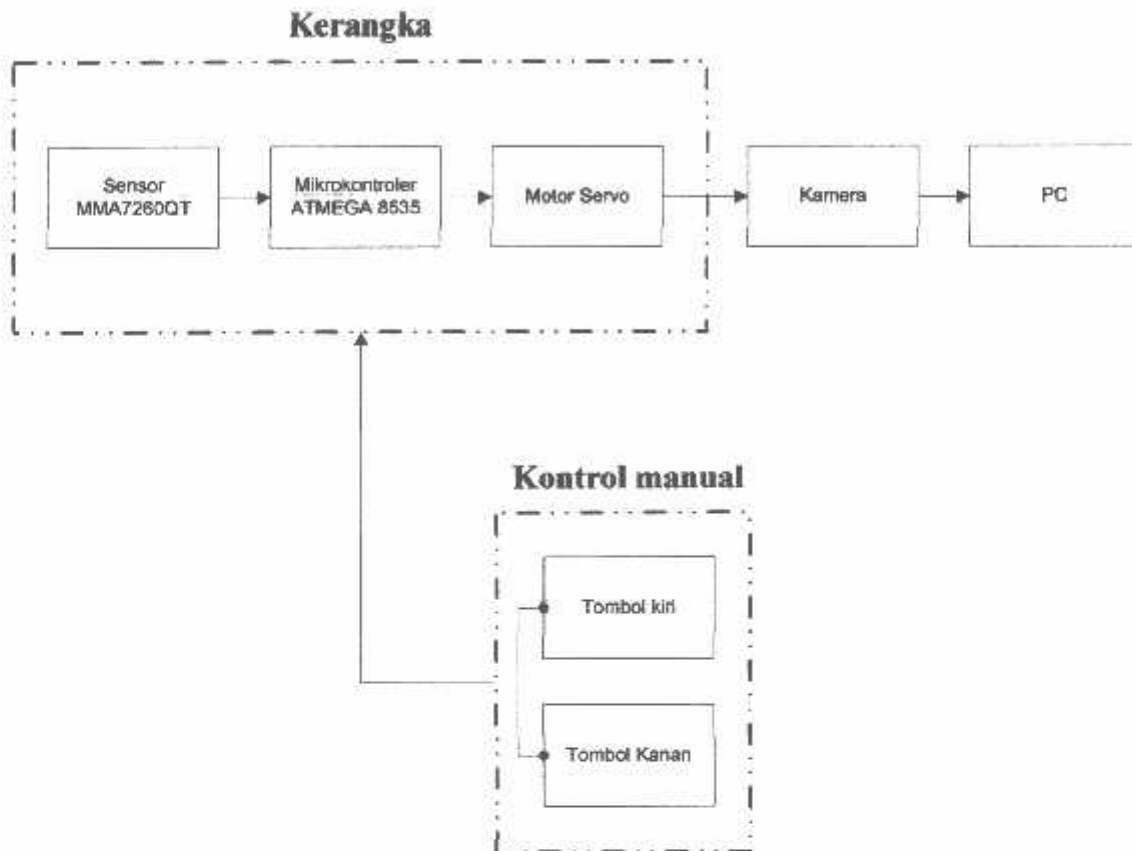 Kerangka
Sensor
MMA7260QT
Mikrokontroler
ATMEGA 8535
Motor Servo
Kamera
PC
Kontrol manual
Tombol kiri
Tombol Kanan